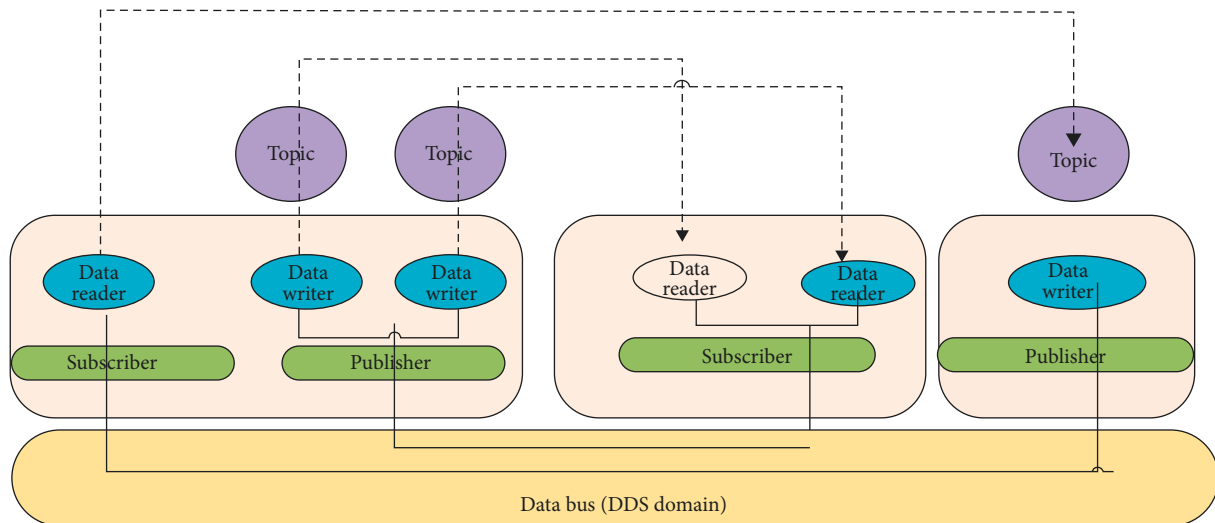 Topic
Topic
Topic
Data
reader
Data
writer
Data
writer
Data
reader
Data
reader
Data
writer
Subscriber
Publisher
Subscriber
Publisher
Data bus (DDS domain)